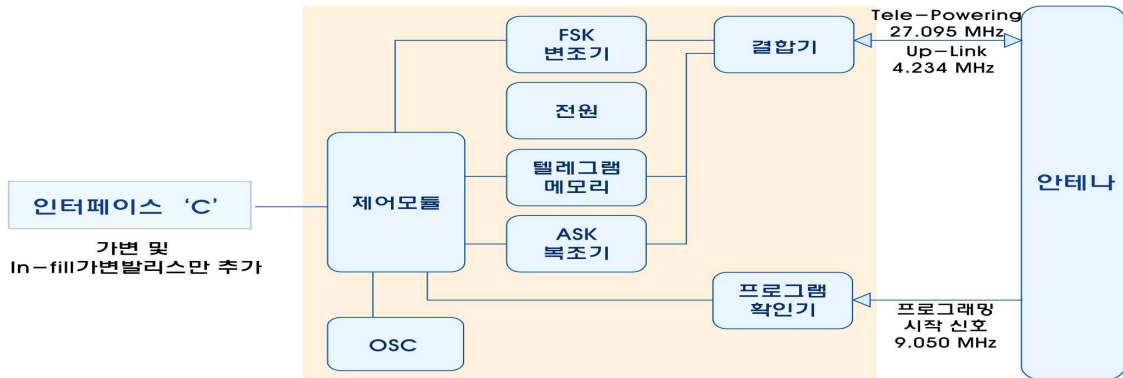 FSK
변조기
결합기
Tele-Powering
27.095 MHz
Up-Link
4.234 MHz
전원
제어모듈
텔레그램
메모리
안테나
인터페이스 ‘C’
가변 및
In-fill가변발리스만 추가
ASK
복조기
프로그램
확인기
프로그래밍
시작 신호
9.050 MHz
OSC